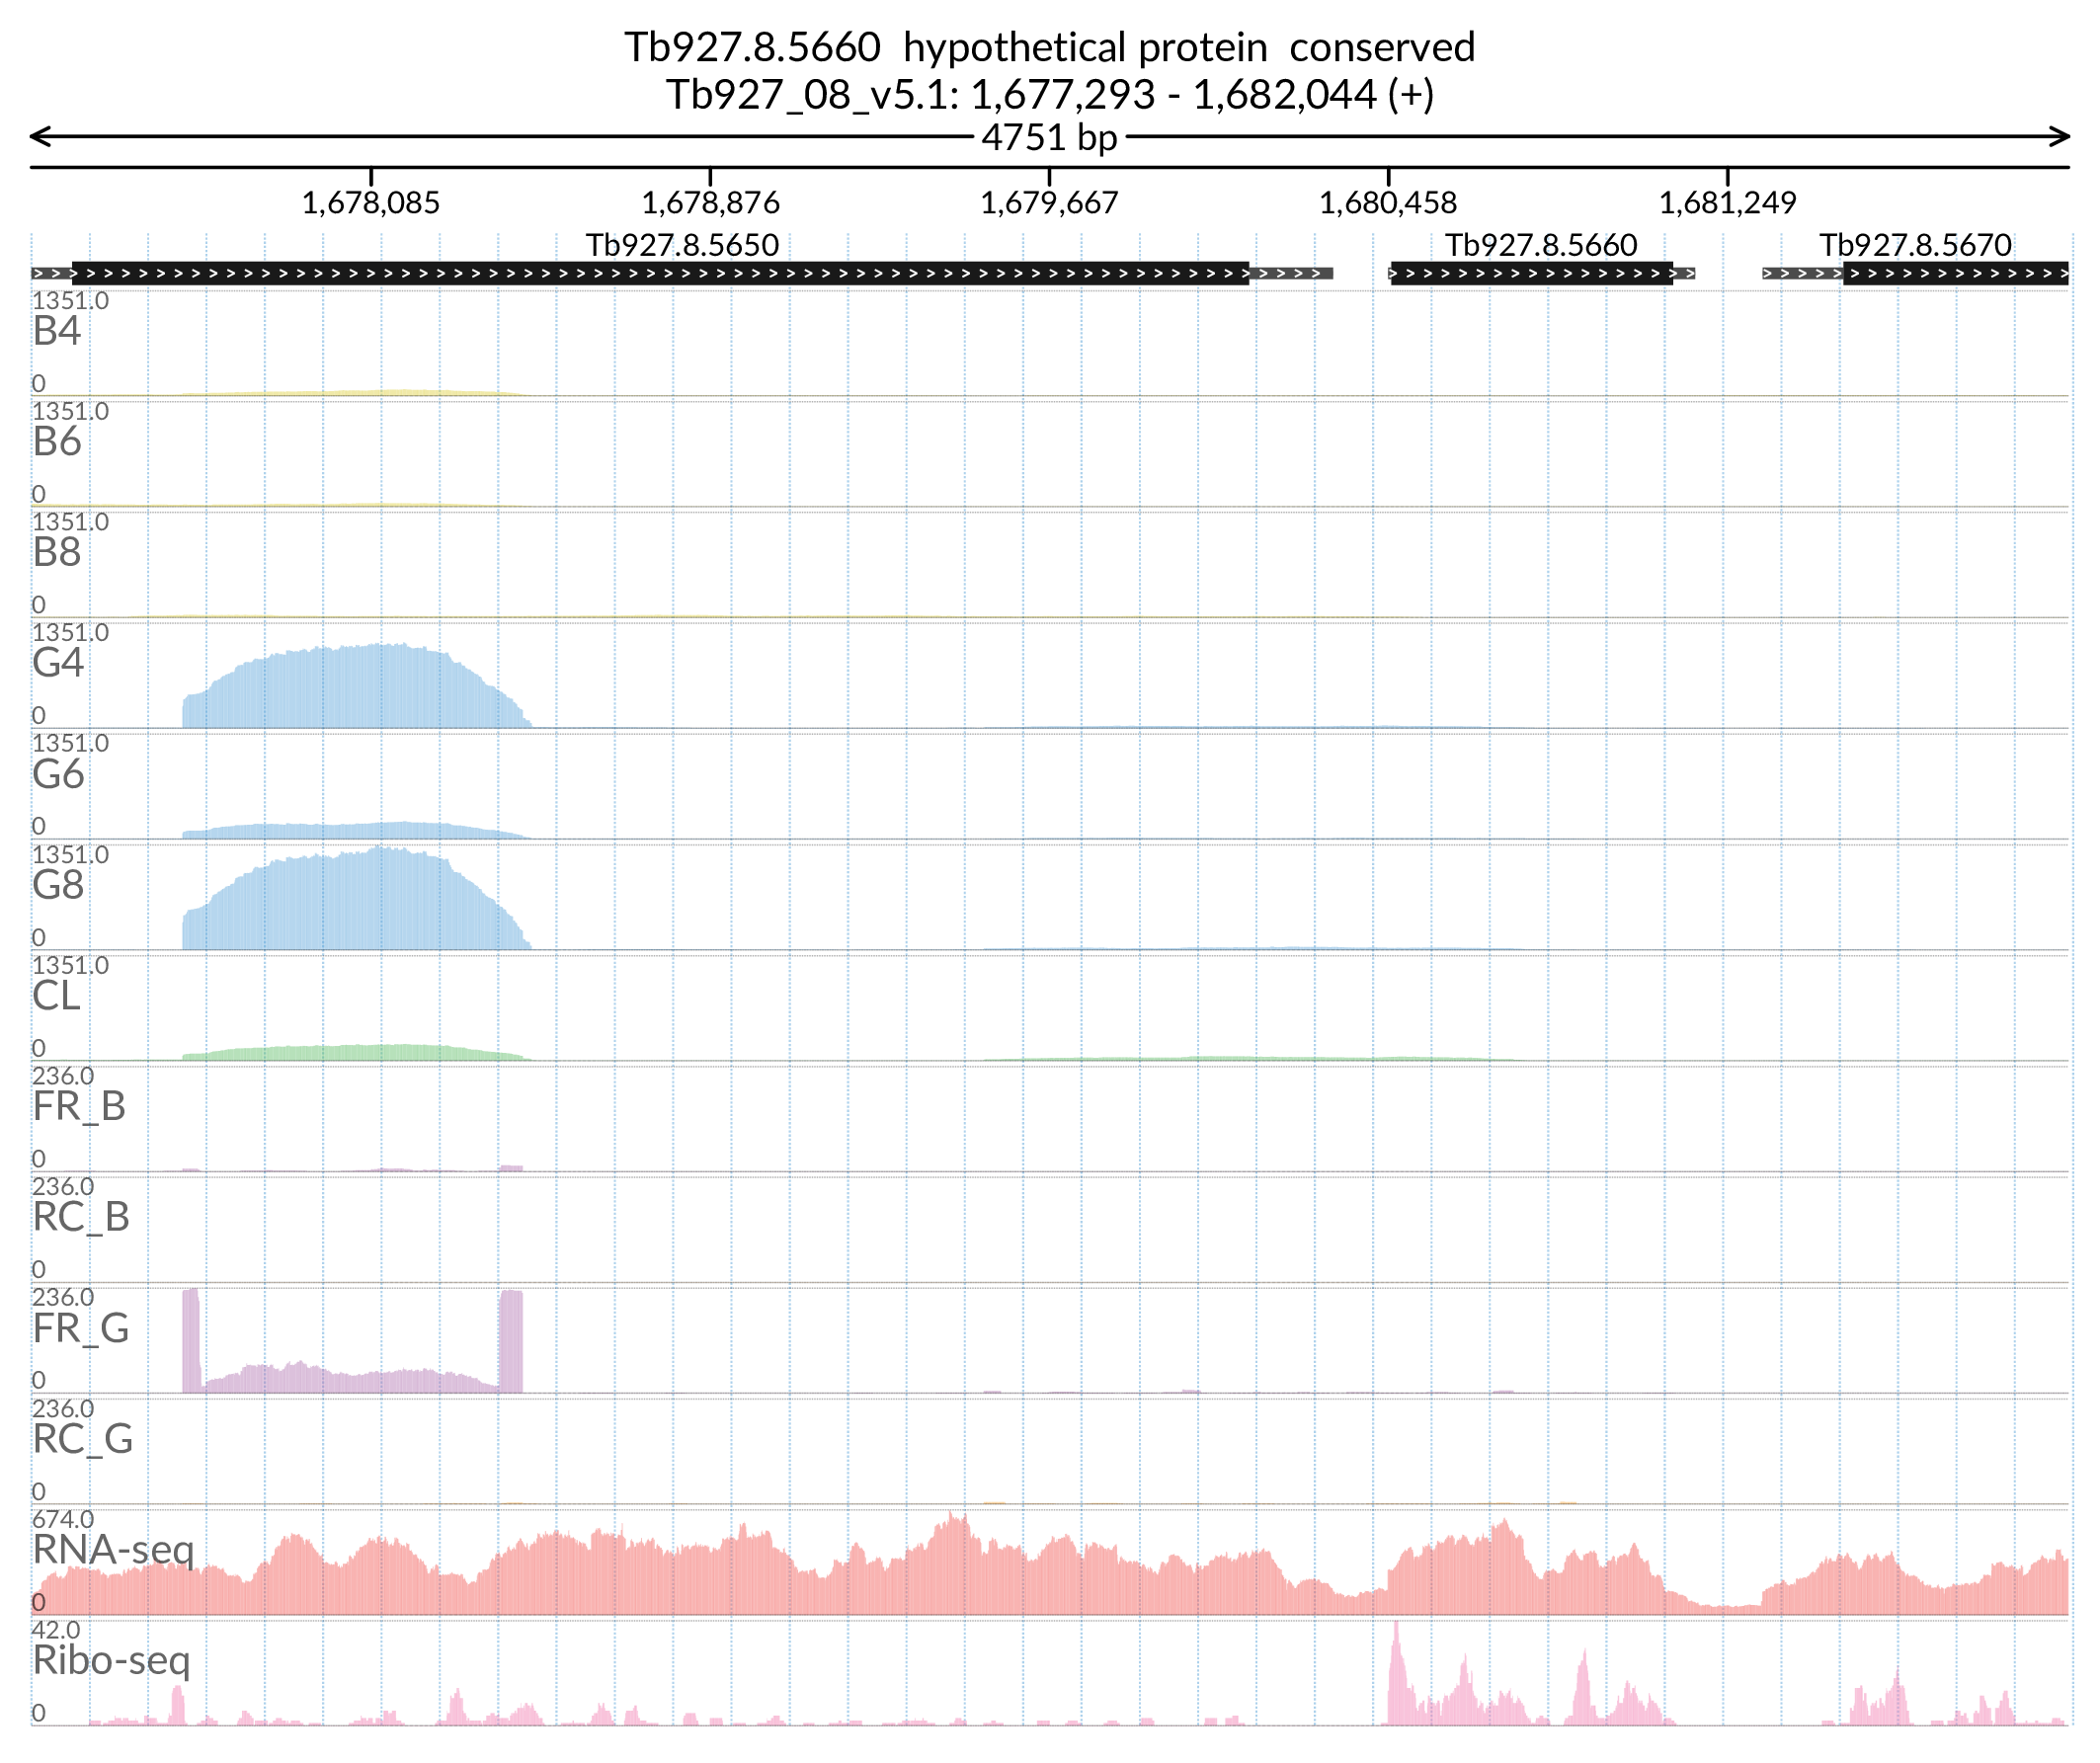 Tb927.8.5660 hypothetical protein conserved
Tb927_08_v5.1: 1,677,293 - 1,682,044 (+)
4751 bp
1,678,085 1,678,876 1,679,667 1,680,458 1,681,249
Tb927.8.5650 Tb927.8.5660 Tb927.8.5670
1351.0
B4
0
1351.0
B6
0
1351.0
B8
0
1351.0
G4
0
1351.0
G6
0
1351.0
G8
0
1351.0
CL
0
236.0
FR_B
0
236.0
RC_B
0
236.0
FR_G
0
236.0
RC_G
0
674.0
RNA-seq
0
42.0
Ribo-seq
0